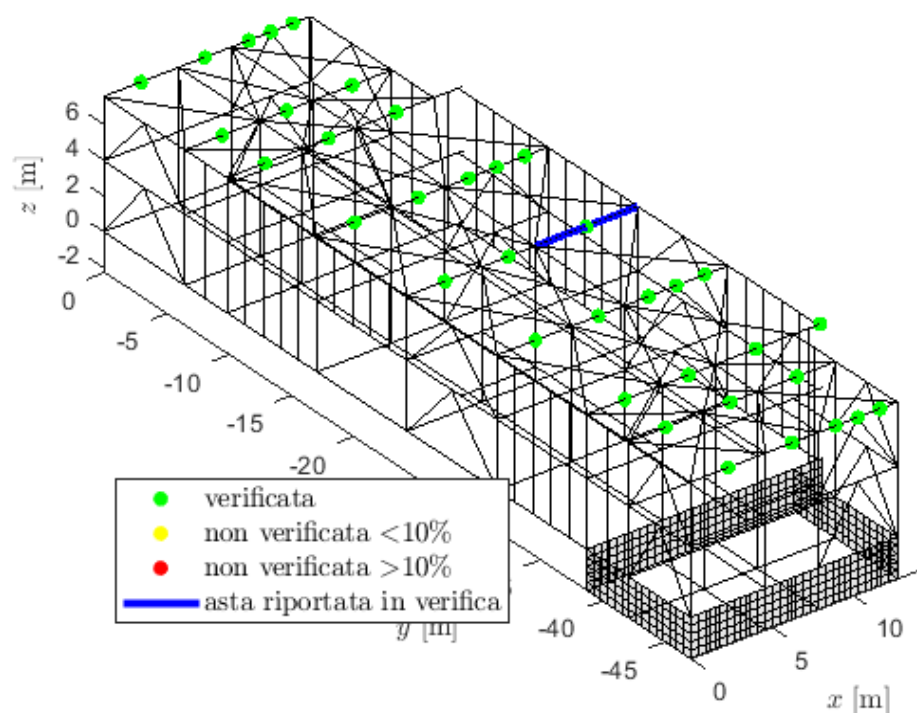 6
4
2
0
-2
z [m]
0
-5
-10
-15
-20
-40
-45
y [m]
0
5
10
x [m]
verificata
non verificata <10%
non verificata >10%
asta riportata in verifica